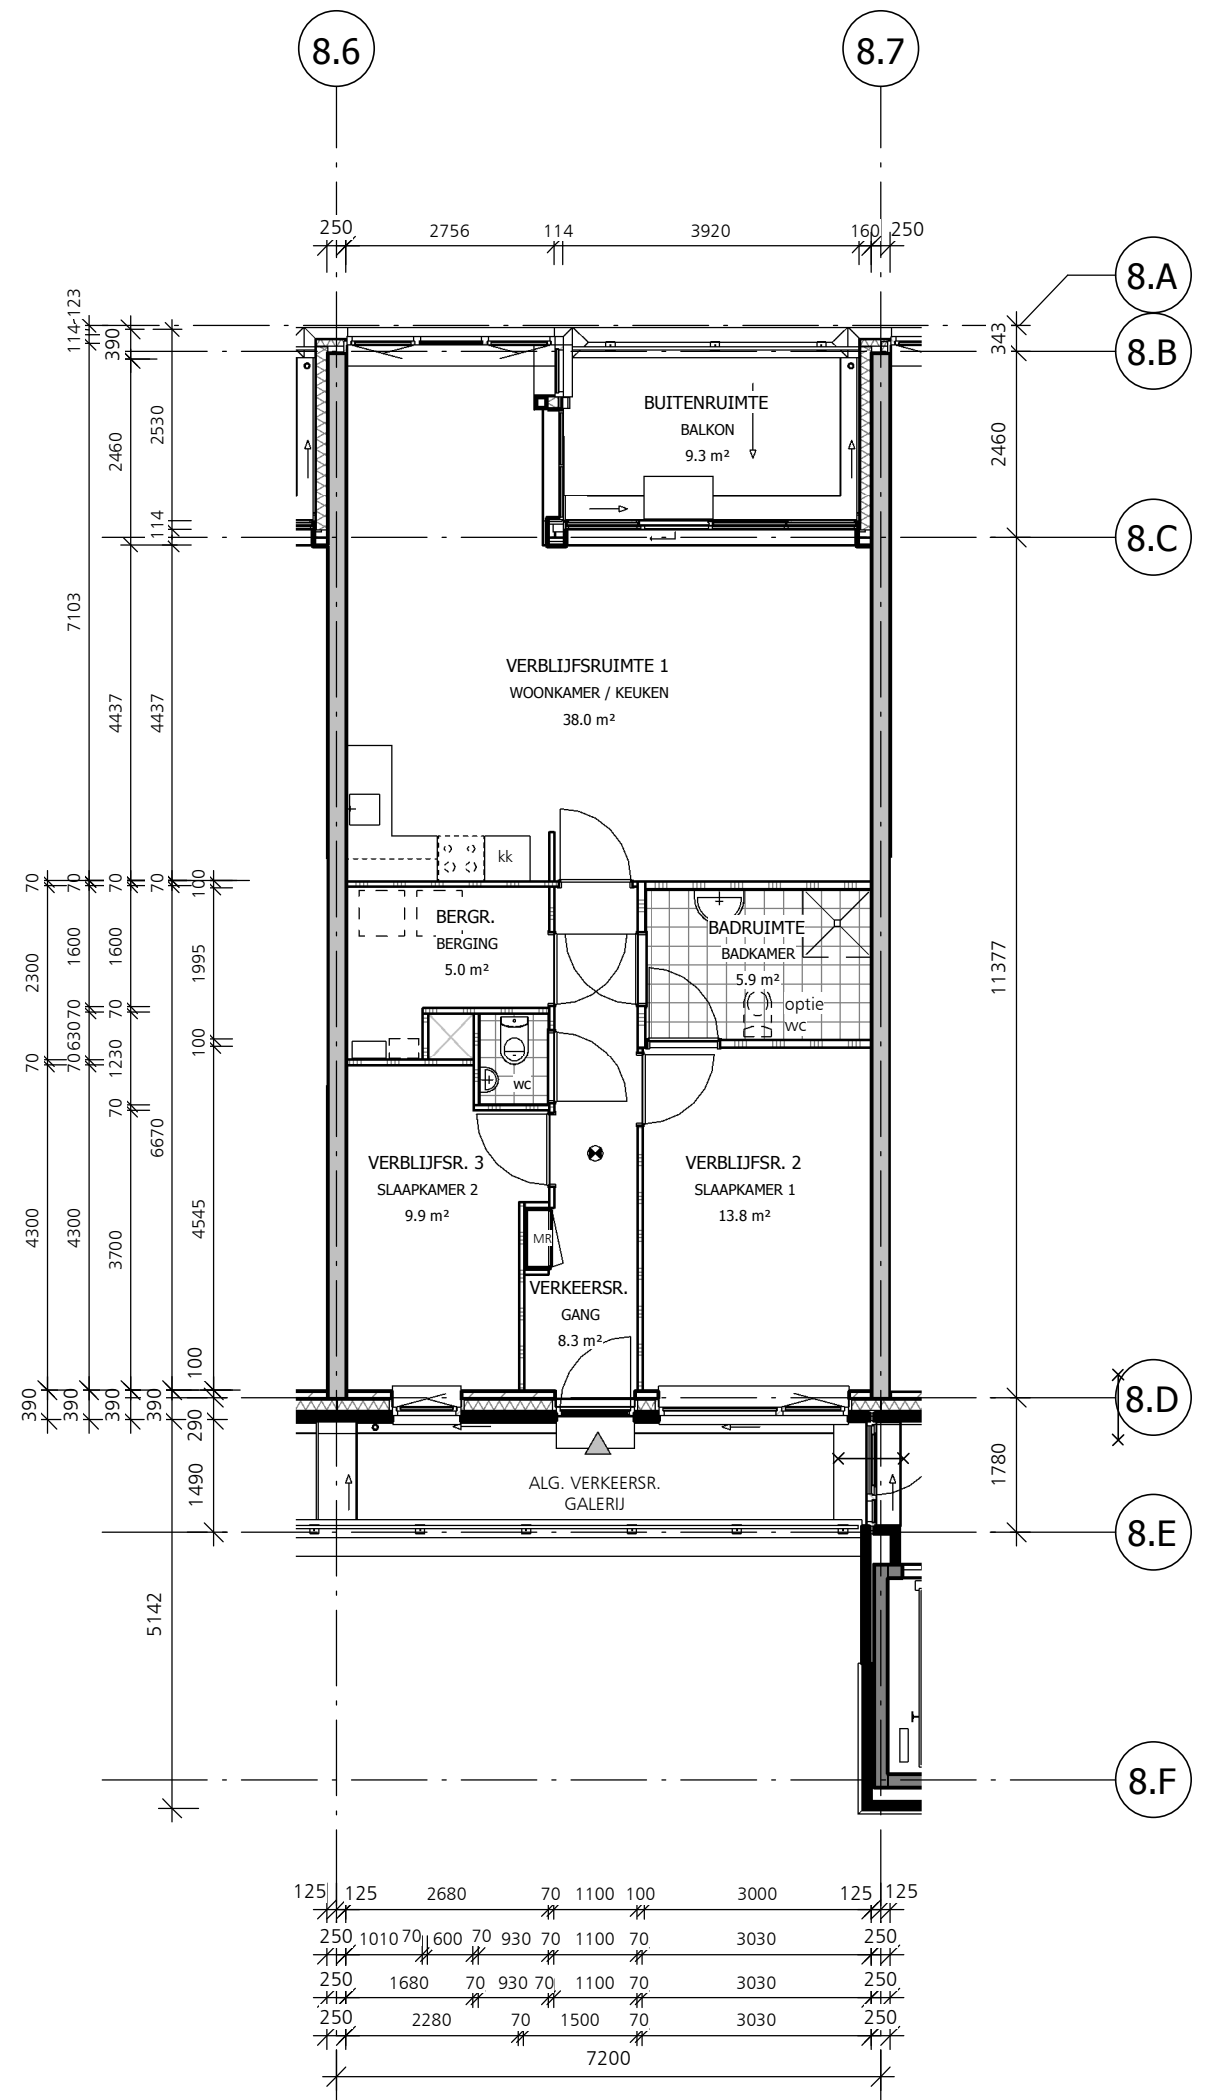 8.6
8.7
250
2756
114
3920
160
250
8.A
8.B
8.C
8.D
8.E
8.F
114-123
390
343
2530
2460
2460
114
7103
4437
4437
11377
BUITENRUIMTE
BALKON
9.3 m²
VERBLIJFSRUIMTE 1
WOONKAMER / KEUKEN
38.0 m²
kk
70
70
70
70
100
BERGR.
BERGING
5.0 m²
BADRUIMTE
BADKAMER
5.9 m²
optie
wc
wc
2300
1600
1600
1995
70
70
630
1230
100
70
70
70
6670
VERBLIJFSR. 3
SLAAPKAMER 2
9.9 m²
VERBLIJFSR. 2
SLAAPKAMER 1
13.8 m²
MR
VERKEERSR.
GANG
8.3 m²
4300
4300
3700
4545
100
390
390
390
390
290
1490
1780
ALG. VERKEERSR.
GALERIJ
5142
125
125
2680
70
1100
100
3000
125
125
250
1010
70
600
70
930
70
1100
70
3030
250
250
1680
70
930
70
1100
70
3030
250
250
2280
70
1500
70
3030
250
7200